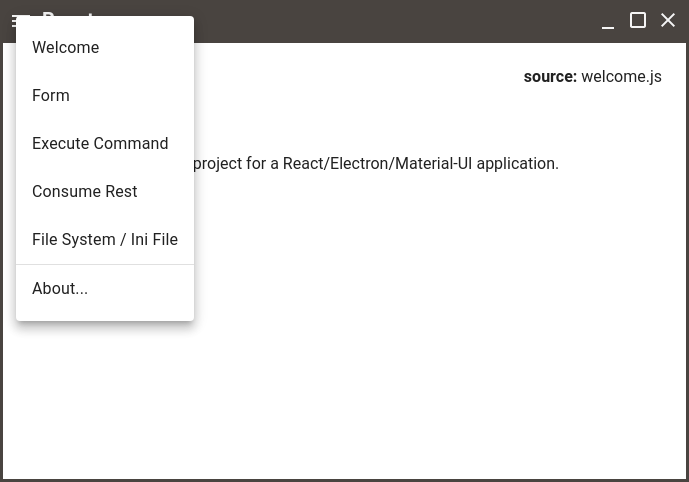 Welcome
source: welcome.js
Form
Execute Command
project for a React/Electron/Material-UI application.
Consume Rest
File System / Ini File
About...